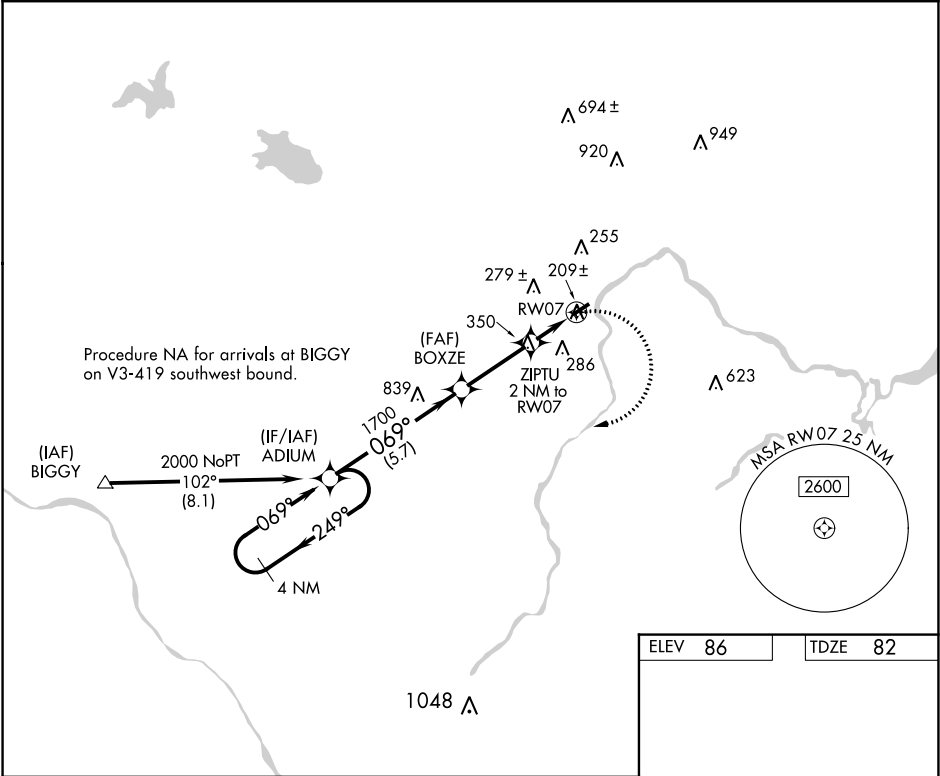 694 ±
949
920
255
279 ±
209 ±
RW07
350
(FAF)
BOXZE
286
ZIPTU
2 NM to
RW07
Procedure NA for arrivals at BIGGY
on V3-419 southwest bound.
839
623
1700
069°
(5.7)
(IF/IAF)
ADIUM
(IAF)
BIGGY
2000 NoPT
102°
(8.1)
069°
249°
4 NM
MSA RW07 25 NM
2600
1048
ELEV 86
TDZE 82